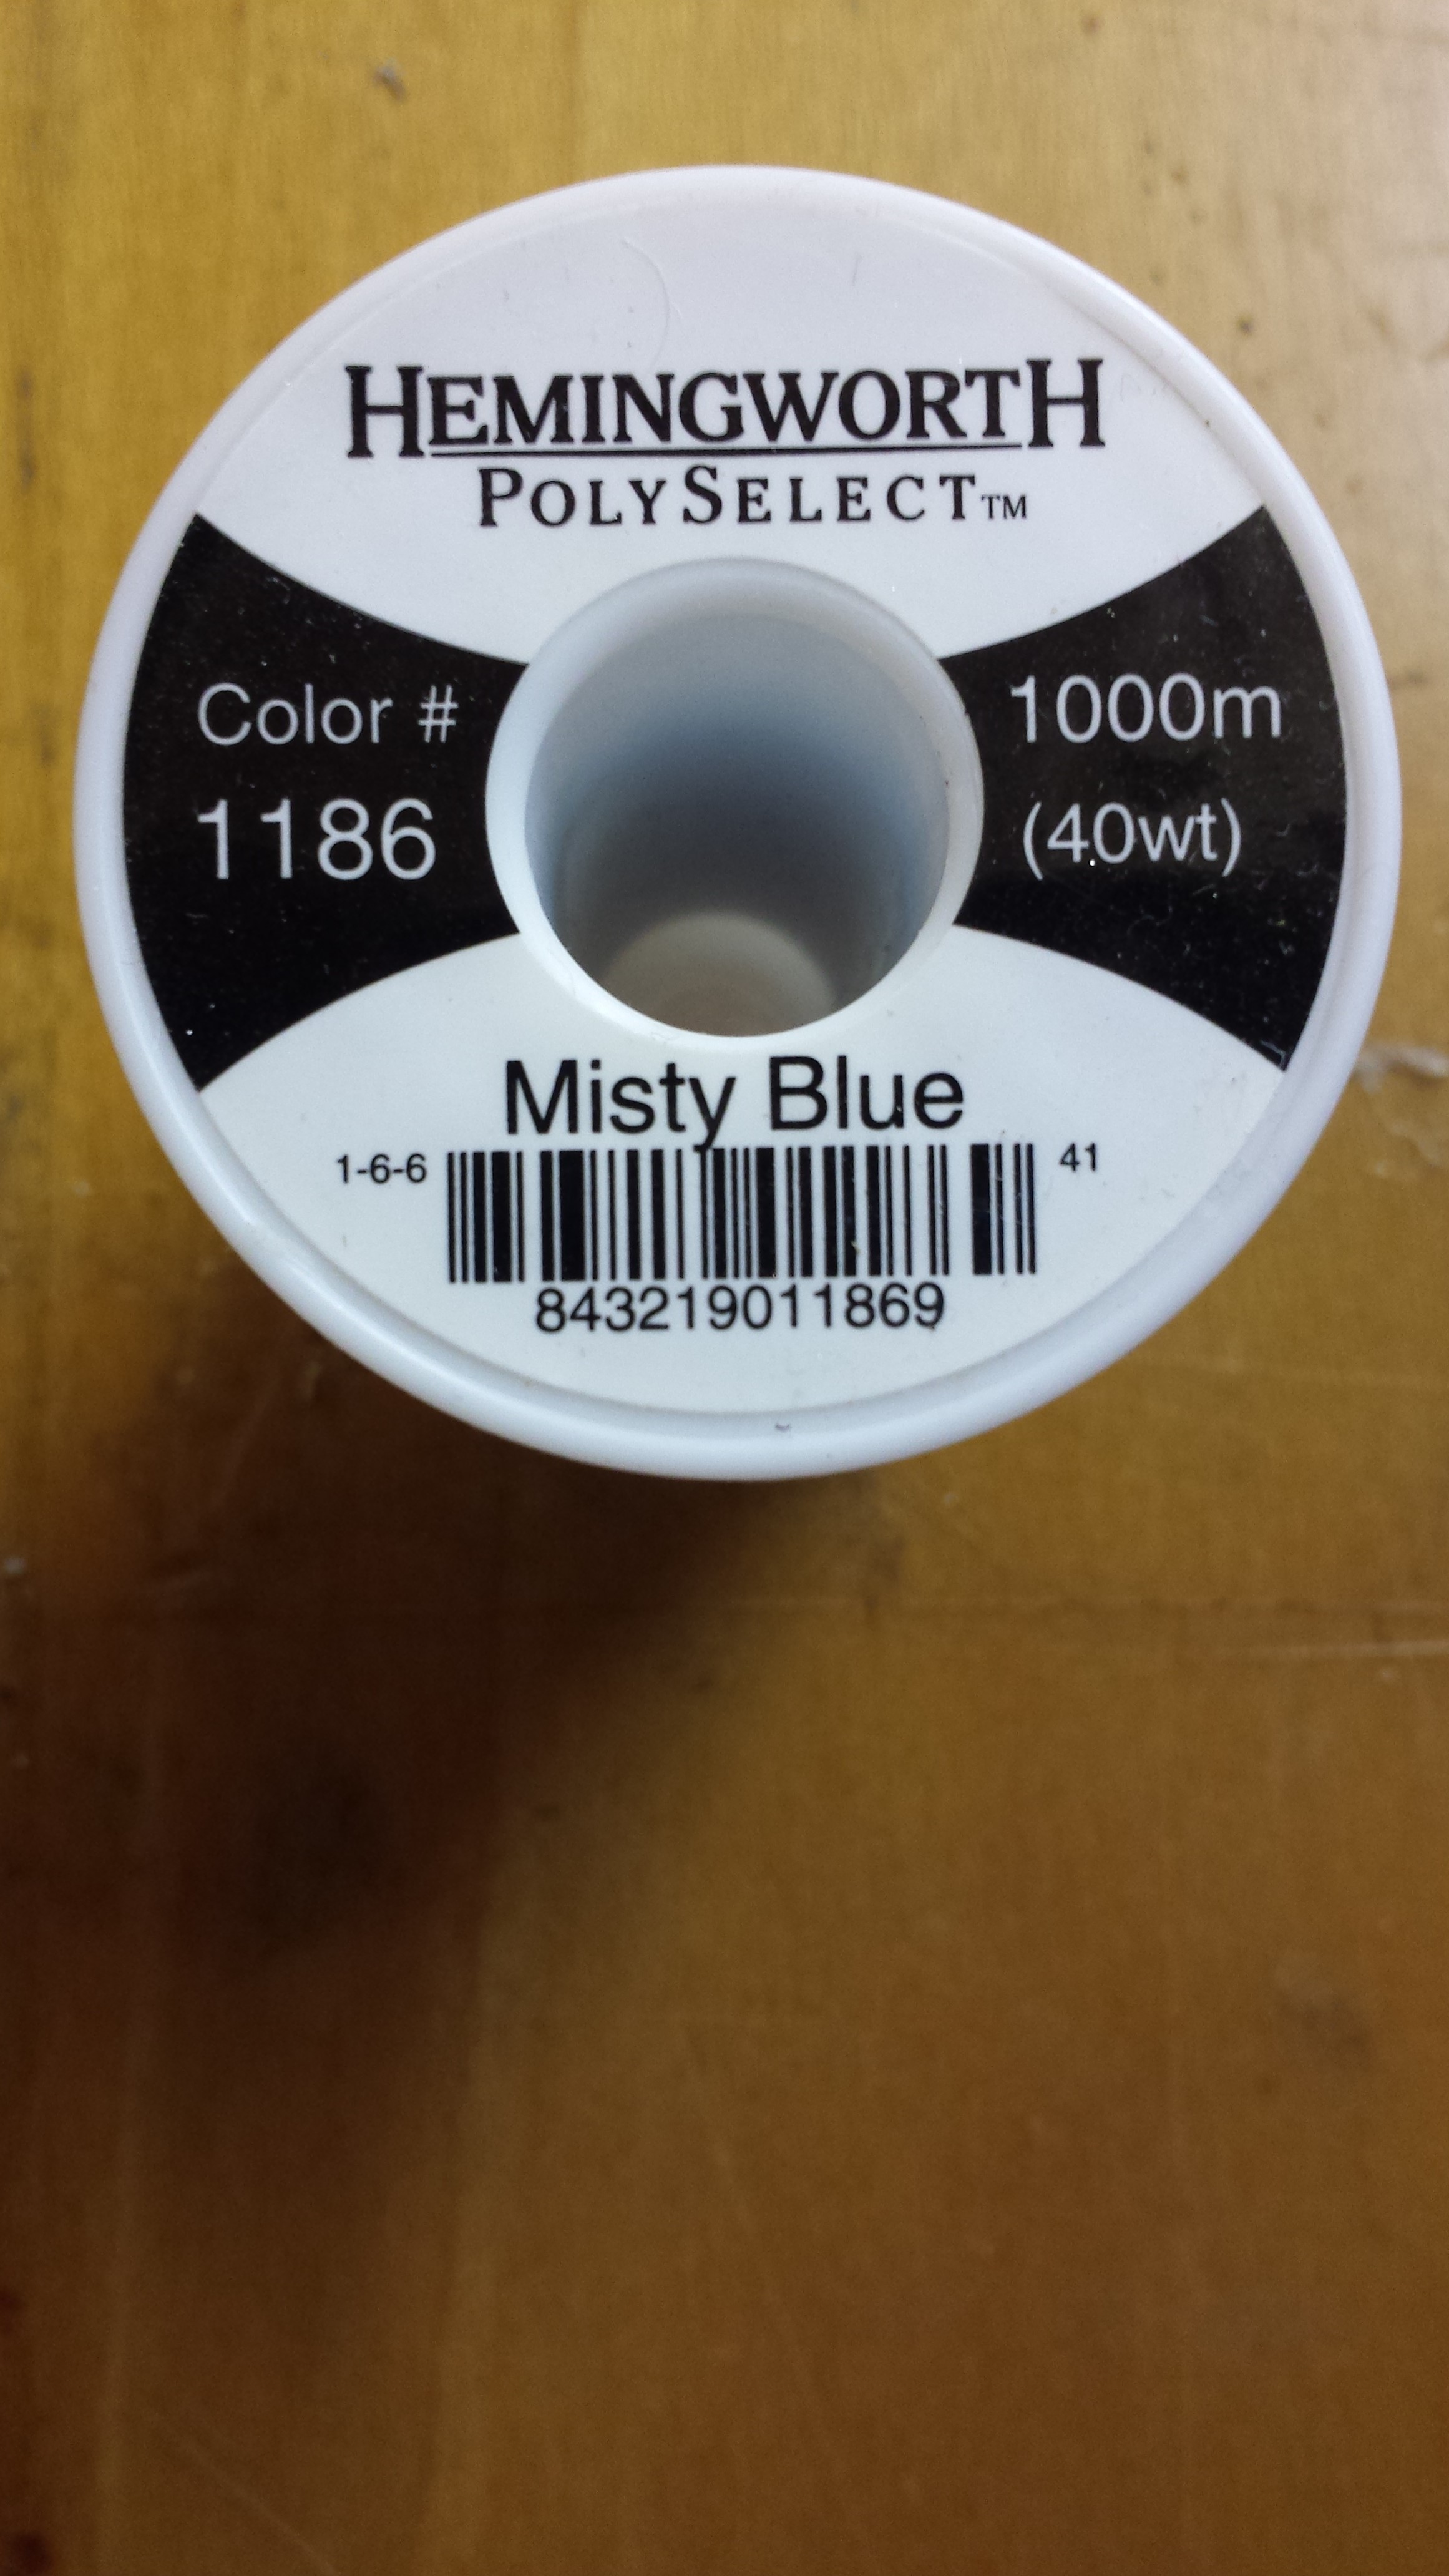 HEMINGWORTH
POLYSELECT™
Color #
1186
1000m
(40wt)
Misty Blue
1-6-6
41
843219011869